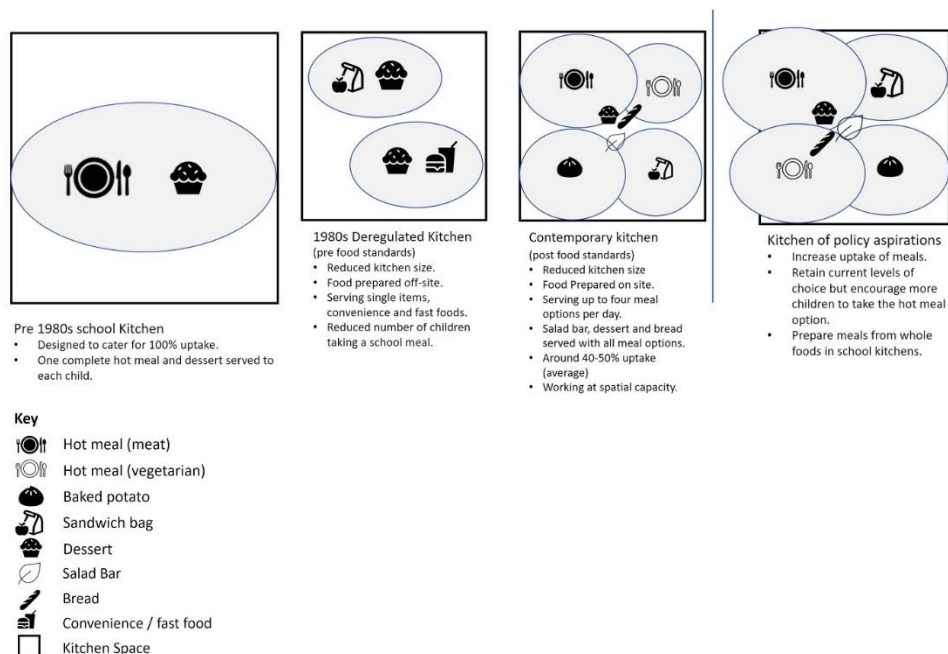 Pre 1980s school Kitchen
• Designed to cater for 100% uptake.
• One complete hot meal and dessert served to
each child.
1980s Deregulated Kitchen
(pre food standards)
• Reduced kitchen size.
• Food prepared off-site.
• Serving single items,
convenience and fast foods.
• Reduced number of children
taking a school meal.
Contemporary kitchen
(post food standards)
• Reduced kitchen size
• Food Prepared on site.
• Serving up to four meal
options per day.
• Salad bar, dessert and bread
served with all meal options.
• Around 40-50% uptake
(average)
• Working at spatial capacity.
Kitchen of policy aspirations
• Increase uptake of meals.
• Retain current levels of
choice but encourage more
children to take the hot meal
option.
• Prepare meals from whole
foods in school kitchens.
Key
Hot meal (meat)
Hot meal (vegetarian)
Baked potato
Sandwich bag
Dessert
Salad Bar
Bread
Convenience / fast food
Kitchen Space